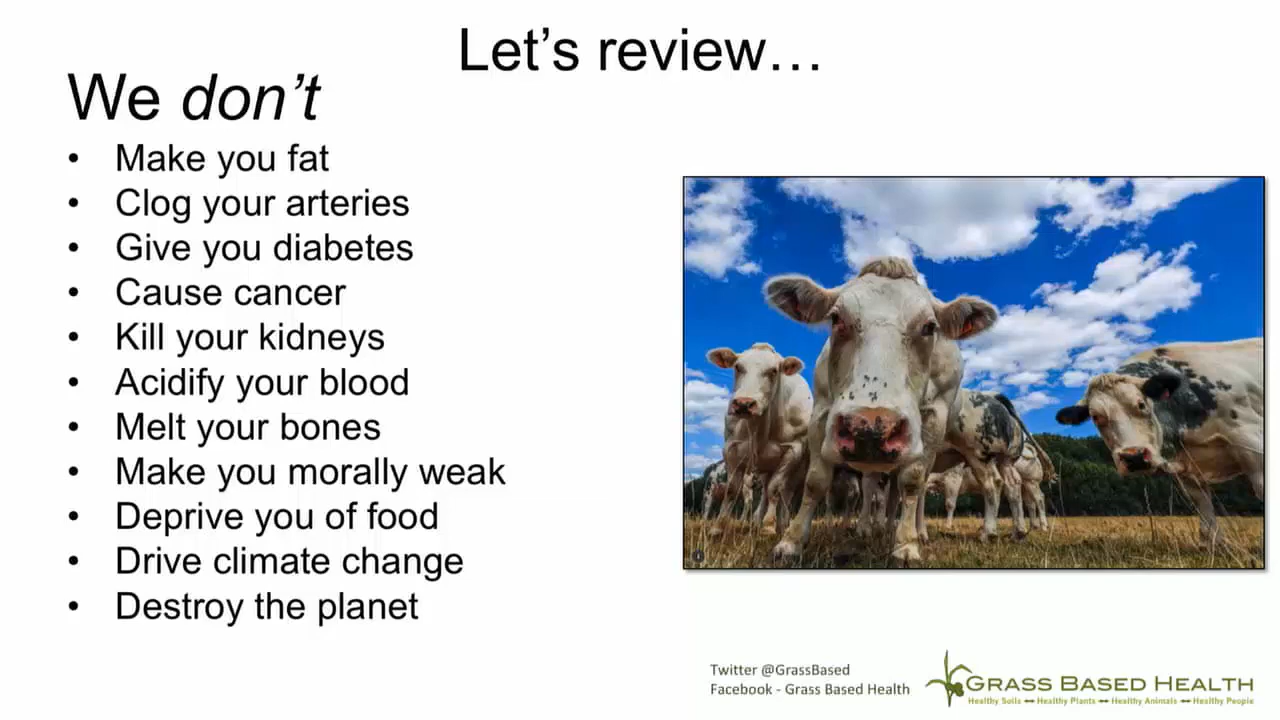 Let's review…
We don't
• Make you fat
• Clog your arteries
• Give you diabetes
• Cause cancer
• Kill your kidneys
• Acidify your blood
• Melt your bones
• Make you morally weak
• Deprive you of food
• Drive climate change
• Destroy the planet
Twitter @GrassBased
Facebook - Grass Based Health
GRASS BASED HEALTH
Healthy Soils ↔ Healthy Plants ↔ Healthy Animals ↔ Healthy People